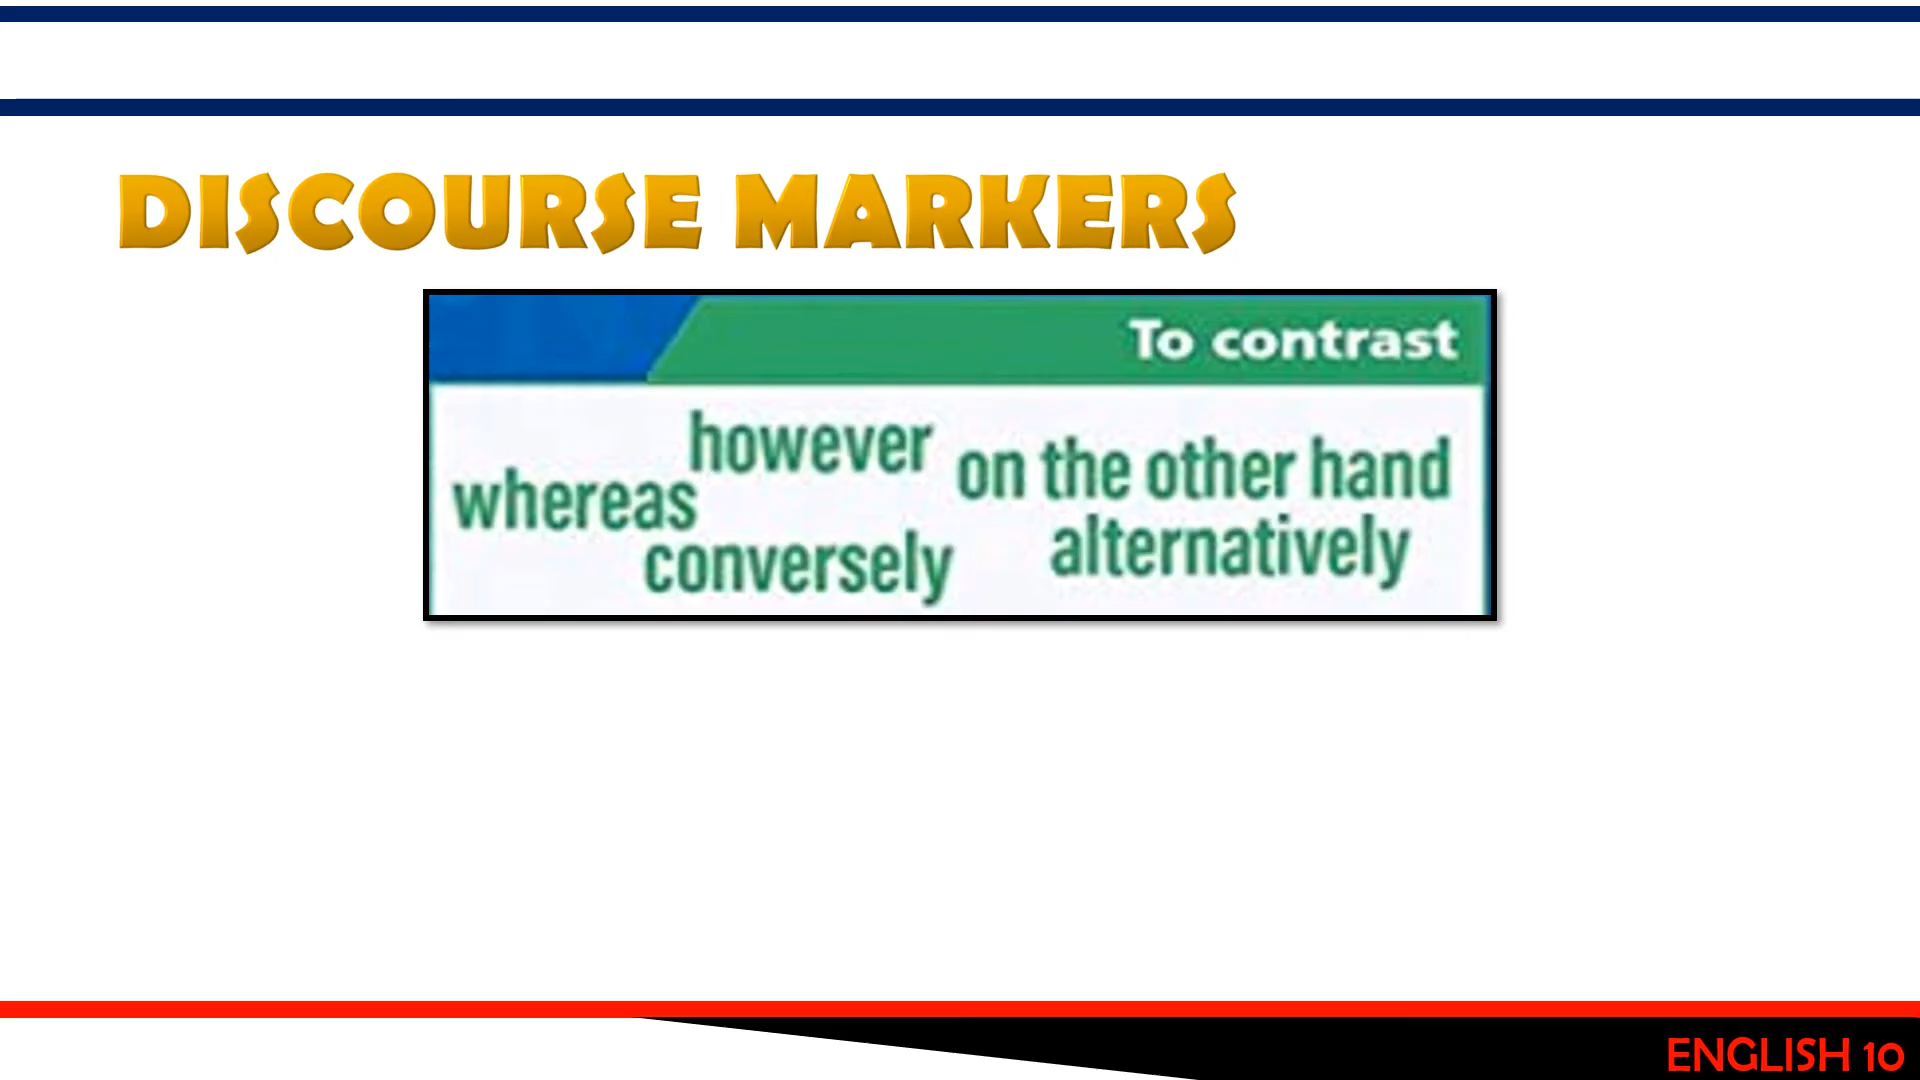 DISCOURSE MARKERS
To contrast
however
on the other hand
whereas
alternatively
conversely
ENGLISH 10